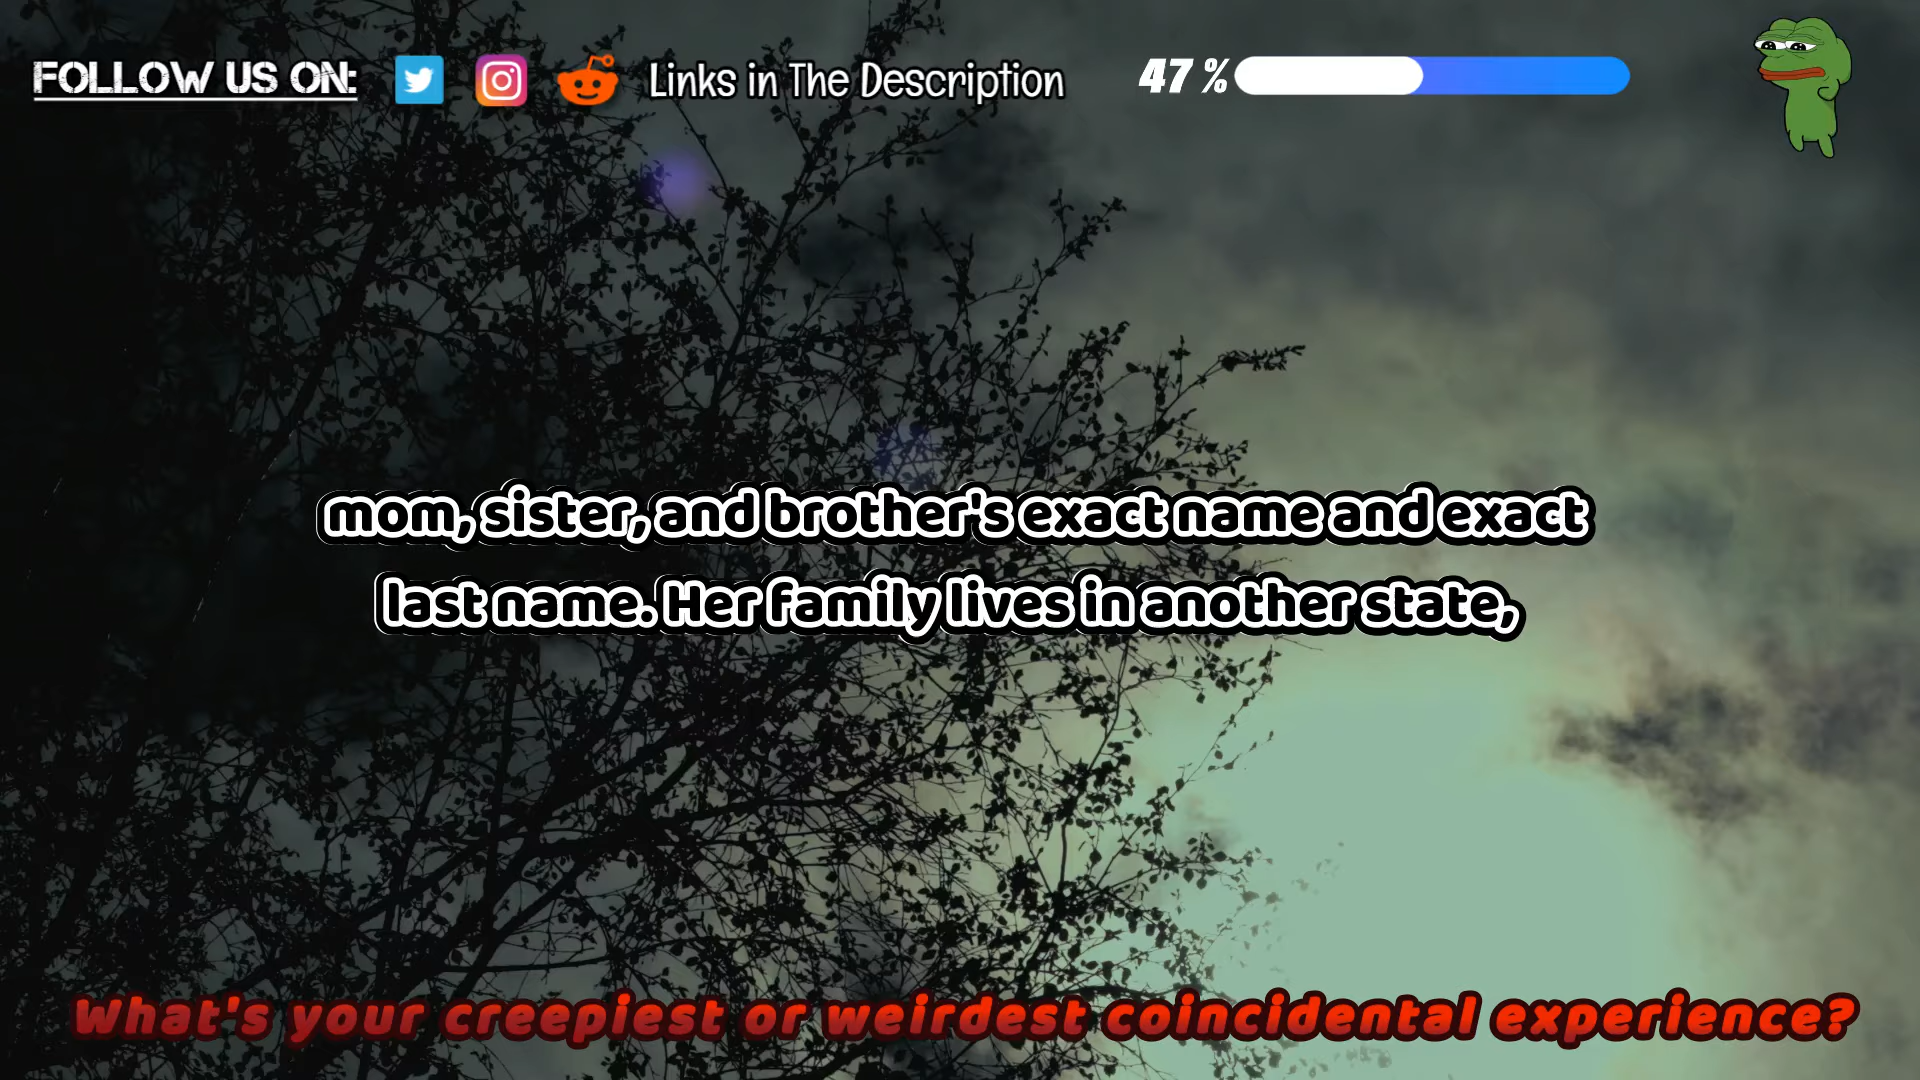 FOLLOW US ON:
Links in The Description
47 %
mom, sister, and brother's exact name and exact
last name. Her family lives in another state,
What's your creepiest or weirdest coincidental experience?